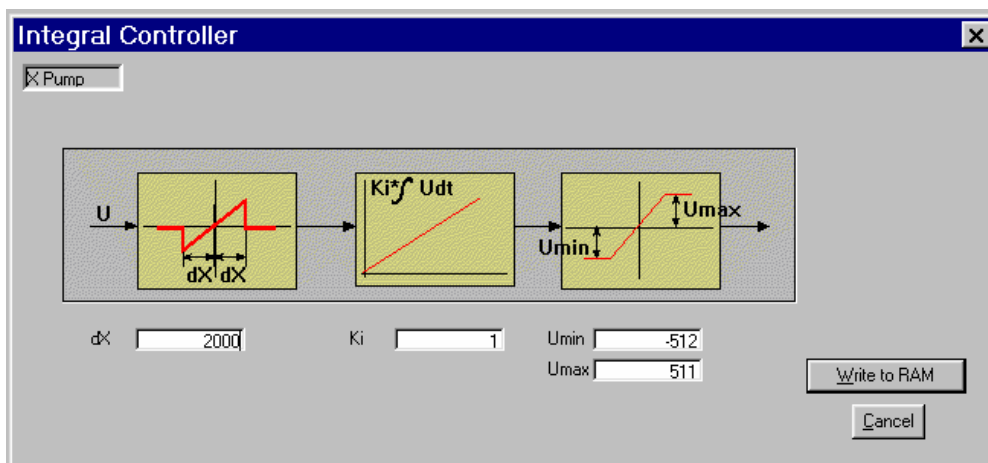 Integral Controller
X Pump
U
dX dX
Ki*∫ Udt
Umax
Umin
dX 2000
Ki 1
Umin -512
Umax 511
Write to RAM
Cancel